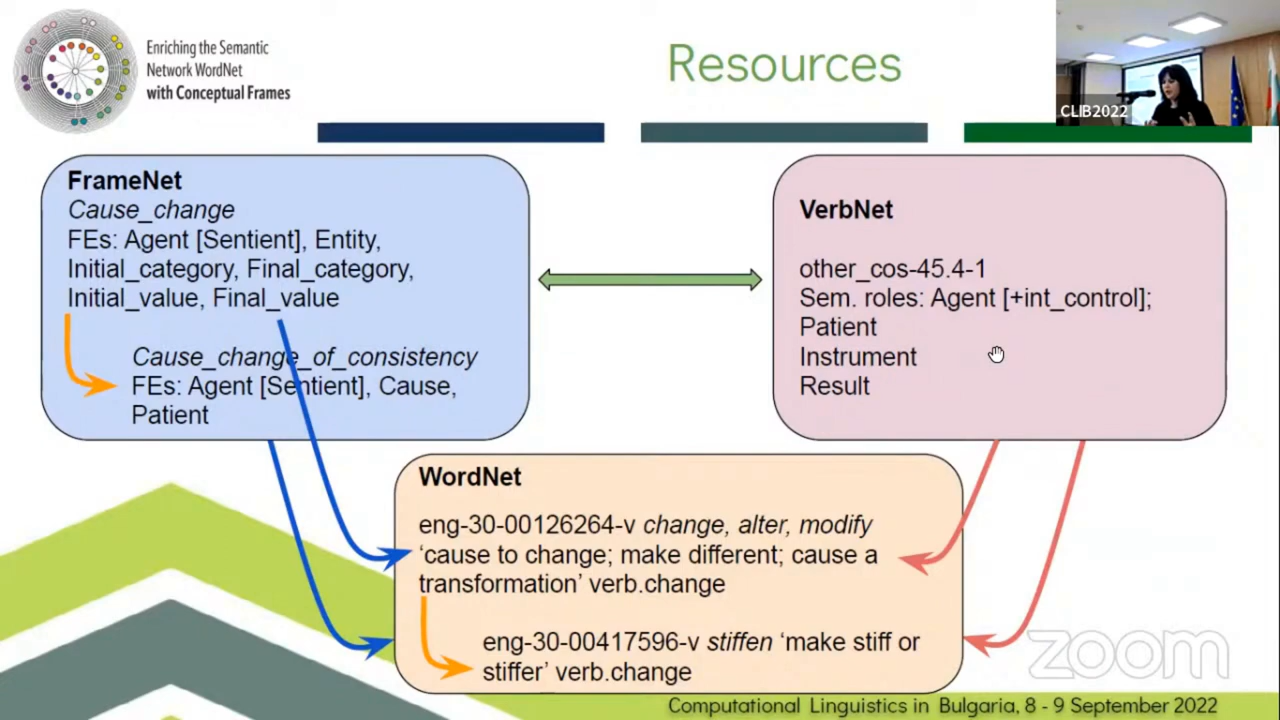 Enriching the Semantic
Network WordNet
with Conceptual Frames
Resources
CLIB2022
FrameNet
Cause_change
FEs: Agent [Sentient], Entity,
Initial_category, Final_category,
Initial_value, Final_value
Cause_change_of_consistency
FEs: Agent [Sentient], Cause,
Patient
VerbNet
other_cos-45.4-1
Sem. roles: Agent [+int_control];
Patient
Instrument
Result
WordNet
eng-30-00126264-v change, alter, modify
‘cause to change; make different; cause a
transformation’ verb.change
eng-30-00417596-v stiffen ‘make stiff or
stiffer’ verb.change
zoom
Computational Linguistics in Bulgaria, 8 - 9 September 2022